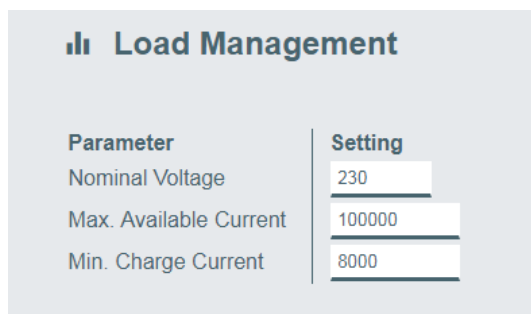 Load Management
Parameter Setting
Nominal Voltage 230
Max. Available Current 100000
Min. Charge Current 8000